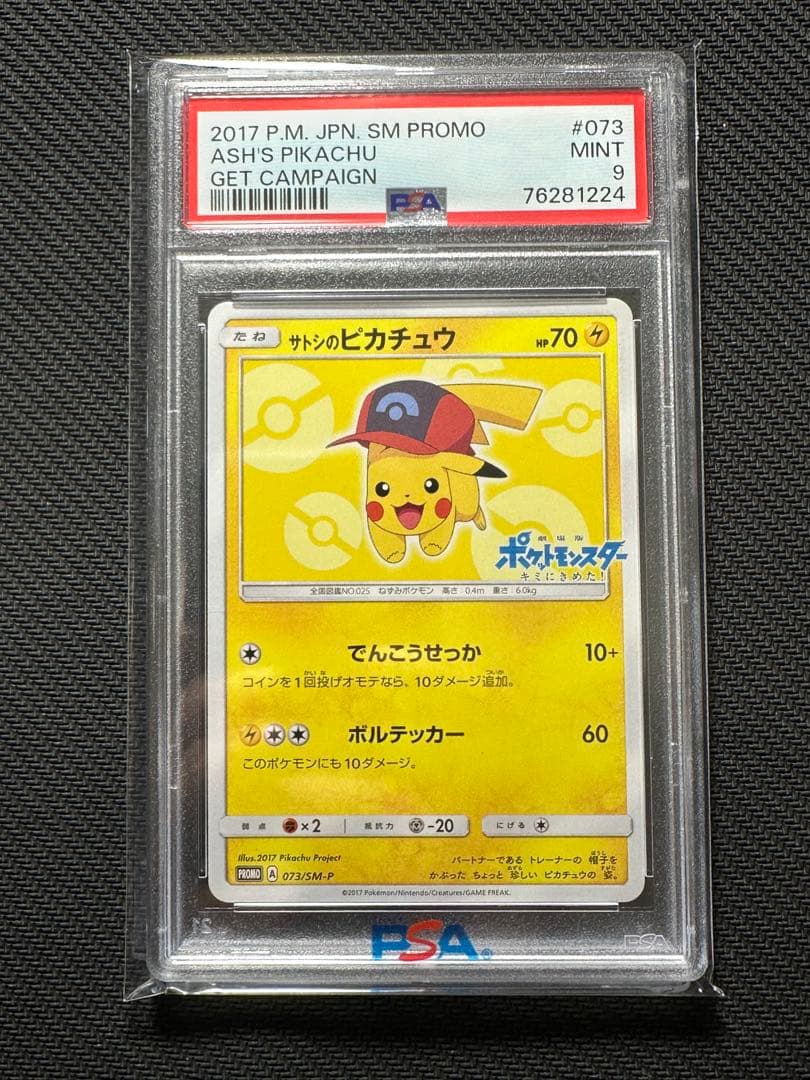 2017 P.M. JPN. SM PROMO #073
ASH'S PIKACHU MINT
GET CAMPAIGN 9
PSA 76281224
たね サトシのピカチュウ HP70
劇場版
ポケットモンスター
キミにきめた!
全国図鑑NO.025 ねずみポケモン 高さ:0.4m 重さ:6.0kg
でんこうせっか 10+
コインを1回投げオモテなら、10ダメージ追加。
ボルテッカー 60
このポケモンにも10ダメージ。
弱点 ×2 抵抗力 -20 にげる
Illus.2017 Pikachu Project
PROMO A 073/SM-P
パートナーである トレーナーの 帽子を
かぶった ちょっと 珍しい ピカチュウの 姿。
©2017 Pokémon/Nintendo/Creatures/GAME FREAK.
PSA
PSA